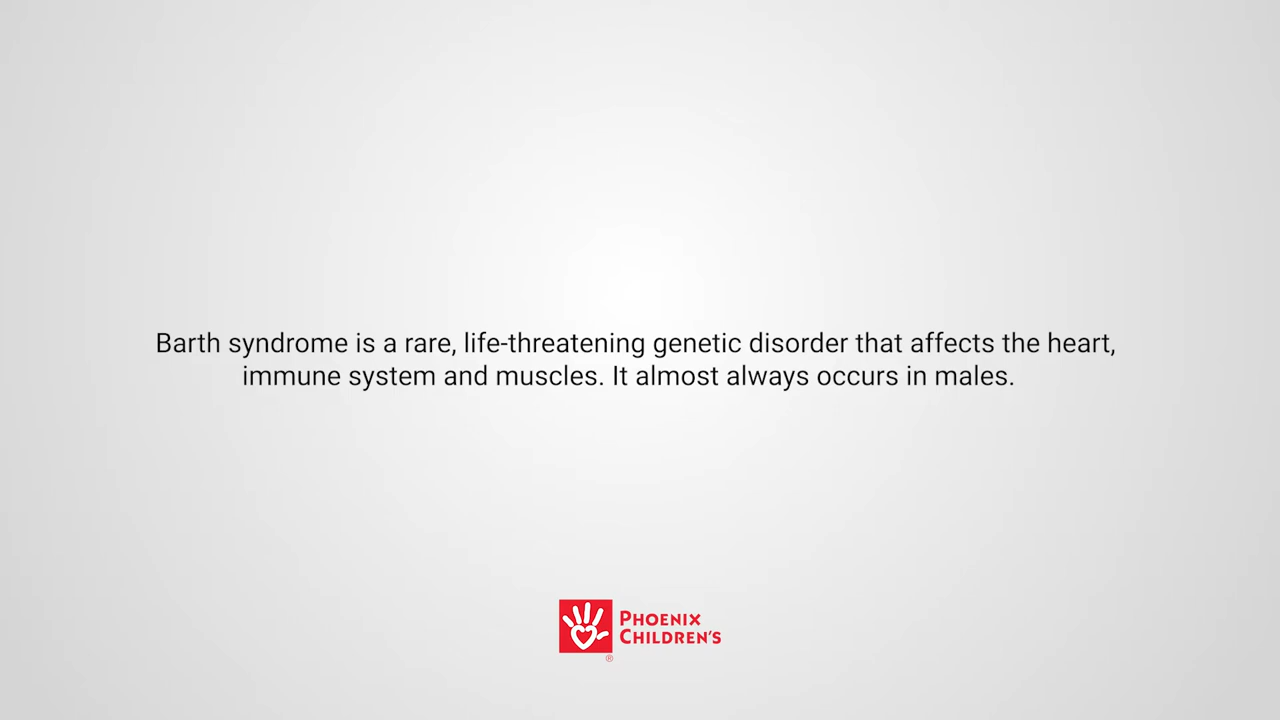 Barth syndrome is a rare, life-threatening genetic disorder that affects the heart,
immune system and muscles. It almost always occurs in males.
PHOENIX
CHILDREN'S
®